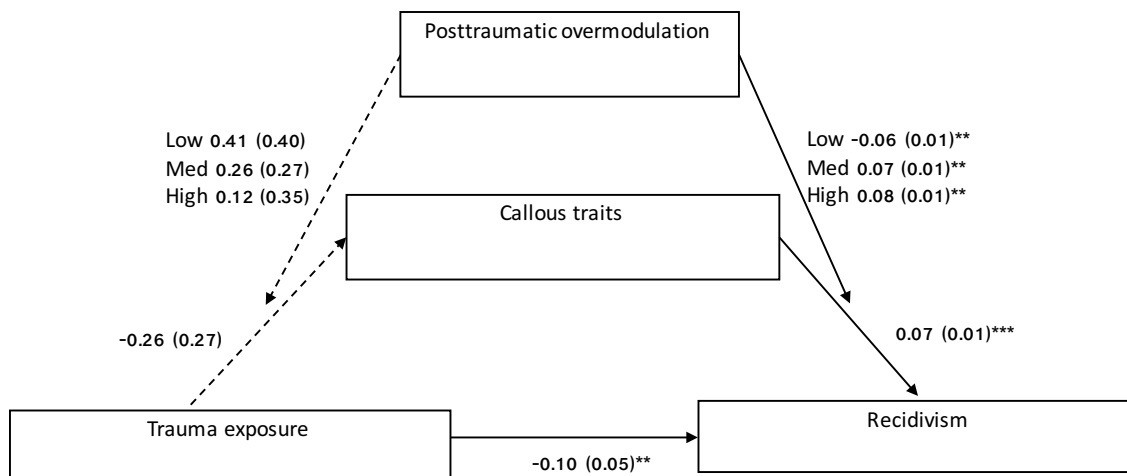 Posttraumatic overmodulation
Low 0.41 (0.40)
Med 0.26 (0.27)
High 0.12 (0.35)
Low -0.06 (0.01)**
Med 0.07 (0.01)**
High 0.08 (0.01)**
Callous traits
-0.26 (0.27)
0.07 (0.01)***
Trauma exposure
Recidivism
-0.10 (0.05)**